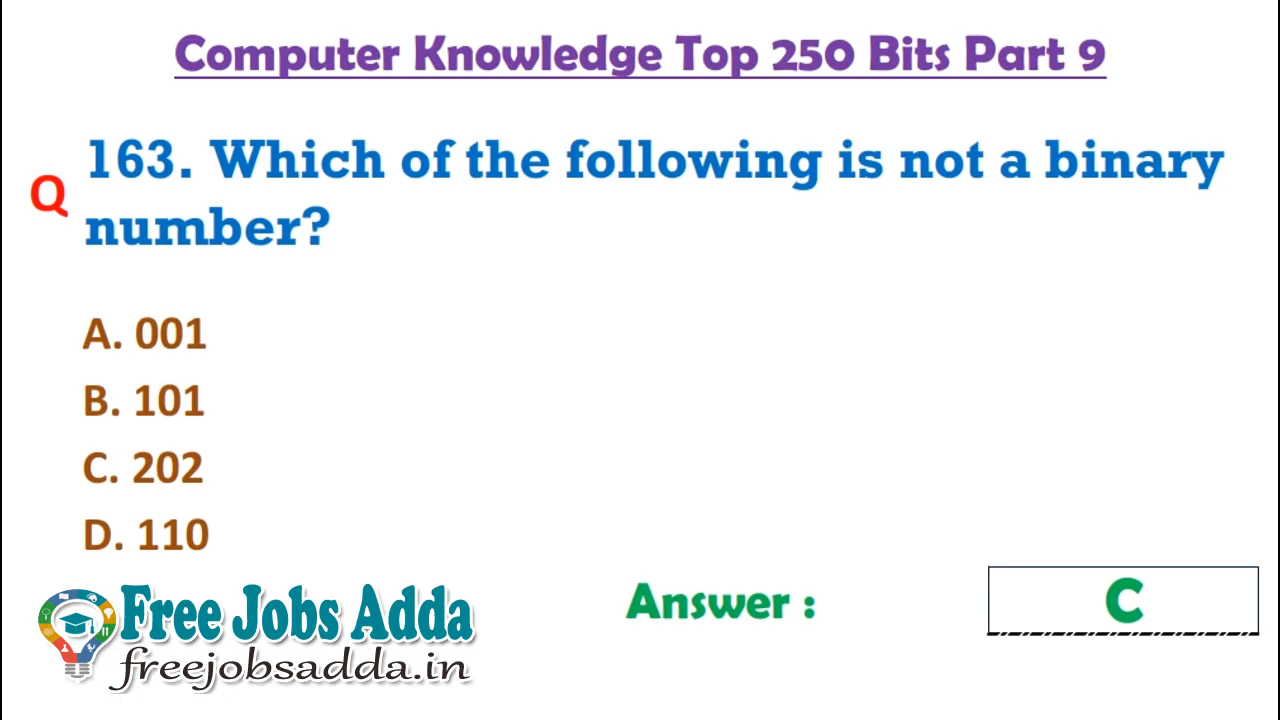 Computer Knowledge Top 250 Bits Part 9
Q
163. Which of the following is not a binary
number?
A. 001
B. 101
C. 202
D. 110
Free Jobs Adda
freejobsadda.in
Answer :
C